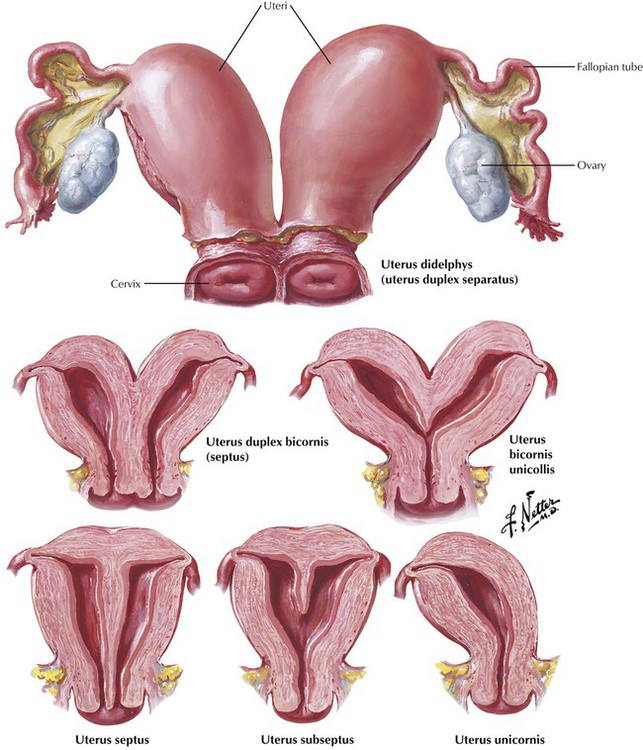 Uteri
Fallopian tube
Ovary
Cervix
Uterus didelphys
(uterus duplex separatus)
Uterus duplex bicornis
(septus)
Uterus
bicornis
unicollis
F. Netter
M.D.
Uterus septus
Uterus subseptus
Uterus unicornis